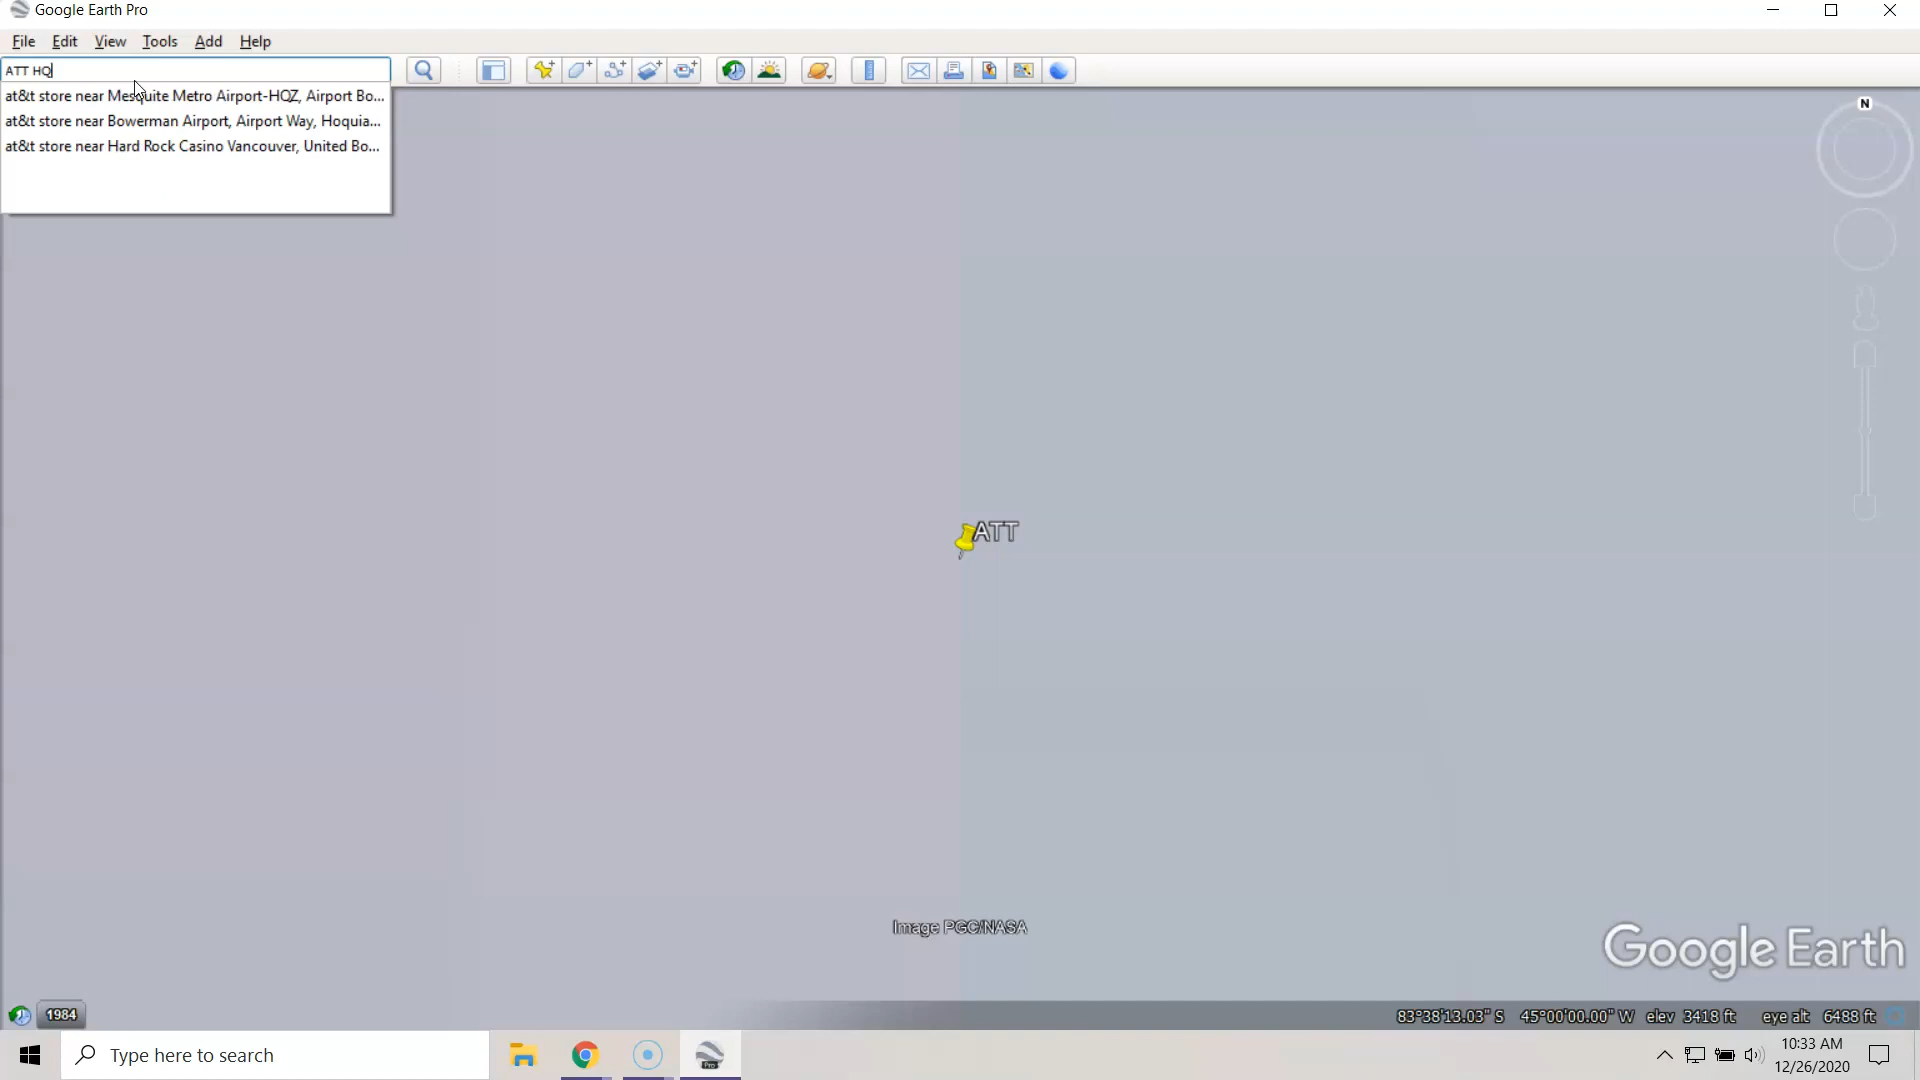 Google Earth Pro
File Edit View Tools Add Help
ATT HQ
at&t store near Mesquite Metro Airport-HQZ, Airport Bo...
at&t store near Bowerman Airport, Airport Way, Hoquia...
at&t store near Hard Rock Casino Vancouver, United Bo...
N
ATT
Image PGC/NASA
Google Earth
1984
83°38'13.03" S 45°00'00.00" W elev 3418 ft eye alt 6488 ft
Type here to search
Pro
10:33 AM
12/26/2020